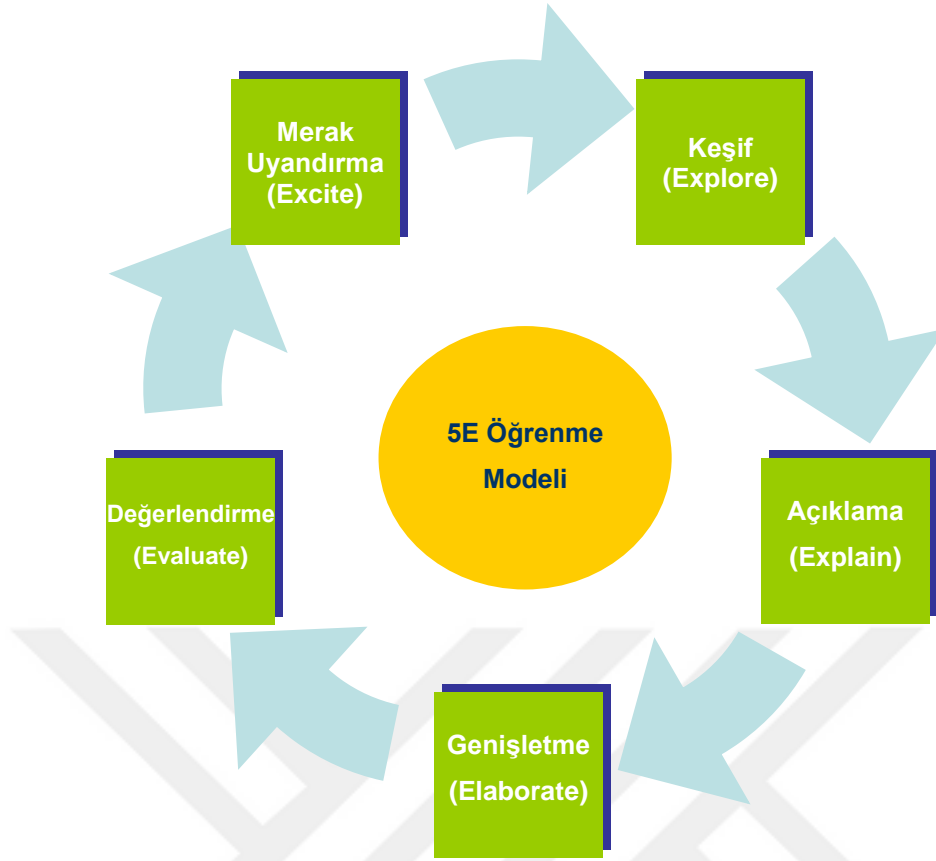 Merak
Uyandırma
(Excite)
Keşif
(Explore)
5E Öğrenme
Modeli
Değerlendirme
(Evaluate)
Açıklama
(Explain)
Genişletme
(Elaborate)